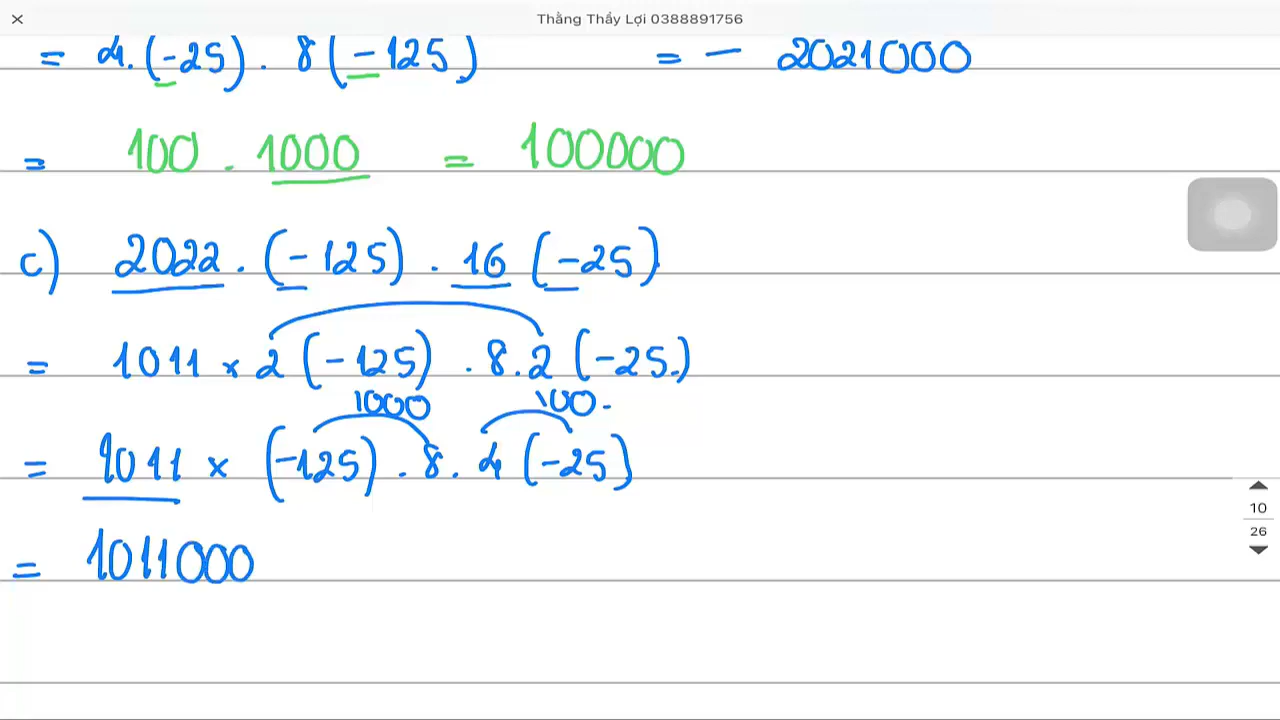 Thằng Thầy Lợi 0388891756
= 4.(-25) . 8(-125)
= - 2021000
= 100 . 1000 = 100000
c) 2022 . (-125) . 16 (-25)
= 1011 × 2 (-125) . 8.2 (-25.)
1000 100.
= 1011 × (-125) . 8. 4 (-25)
10
26
= 1011000